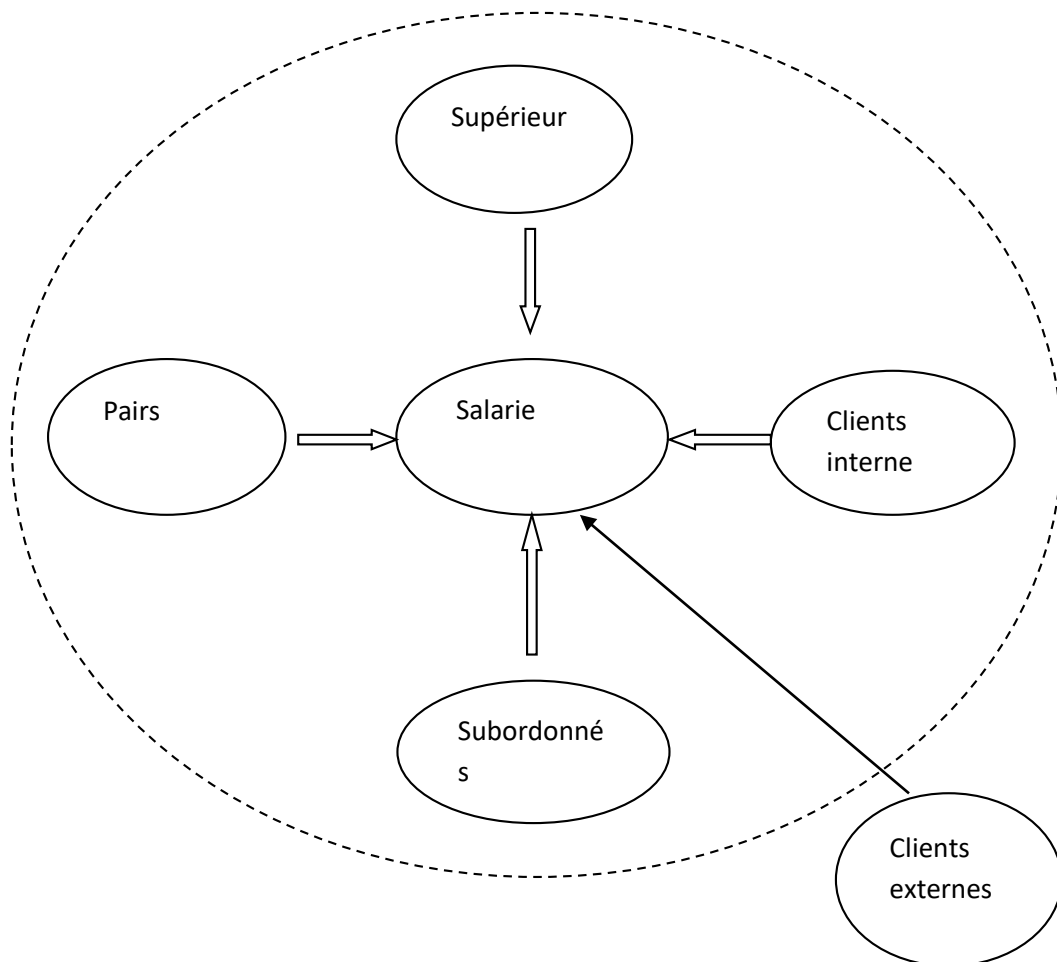 Supérieur
Pairs
Salarie
Clients
interne
Subordonné
s
Clients
externes